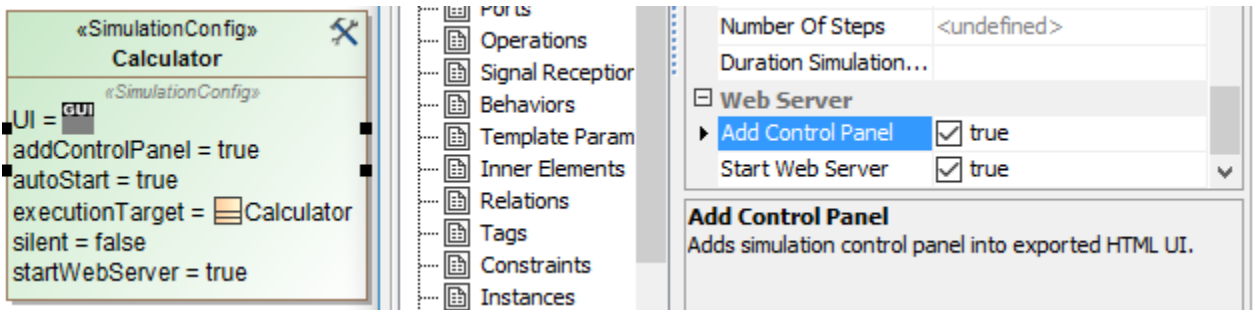 «SimulationConfig»
Calculator
«SimulationConfig»
UI = GUI
addControlPanel = true
autoStart = true
executionTarget = Calculator
silent = false
startWebServer = true
Ports
Operations
Signal Reception
Behaviors
Template Param
Inner Elements
Relations
Tags
Constraints
Instances
Number Of Steps <undefined>
Duration Simulation...
Web Server
Add Control Panel true
Start Web Server true
Add Control Panel
Adds simulation control panel into exported HTML UI.